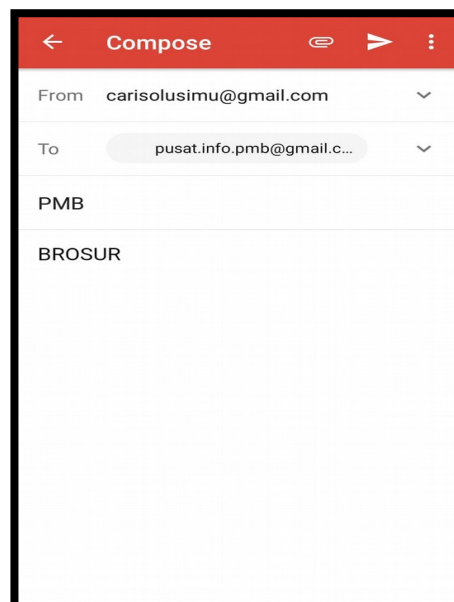 Compose
From carisolusimu@gmail.com
To pusat.info.pmb@gmail.c...
PMB
BROSUR